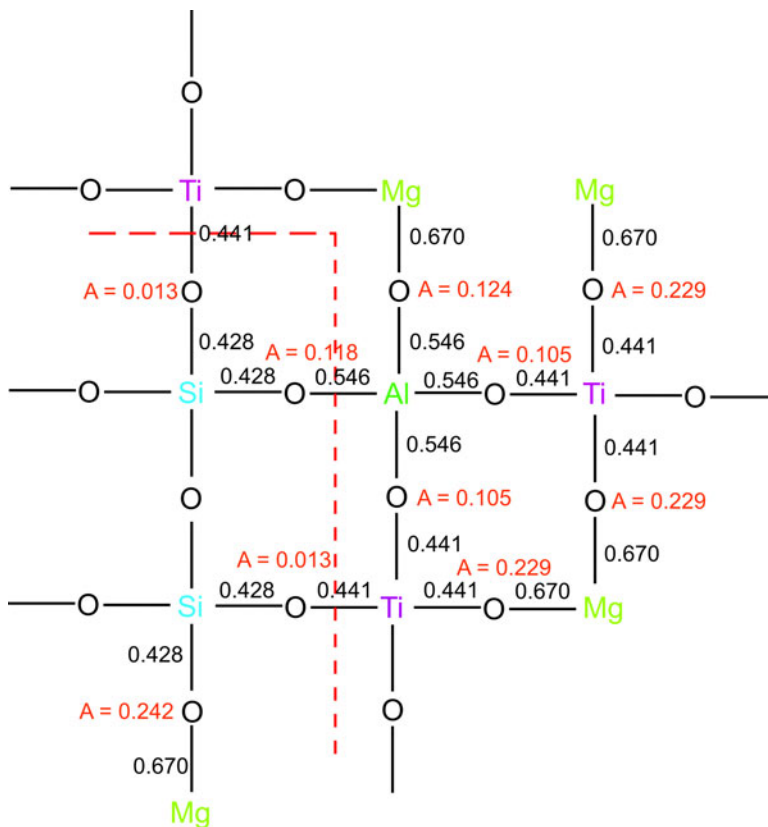 O
O Ti O Mg Mg
0.441 0.670 0.670
A = 0.013 O O A = 0.124 O A = 0.229
0.428 A = 0.118 0.546 A = 0.105 0.441
O Si 0.428 O 0.546 Al 0.546 O 0.441 Ti O
0.546 0.441
O O A = 0.105 O A = 0.229
A = 0.013 0.441 A = 0.229 0.670
O Si 0.428 O 0.441 Ti 0.441 O 0.670 Mg
0.428
A = 0.242 O O
0.670
Mg